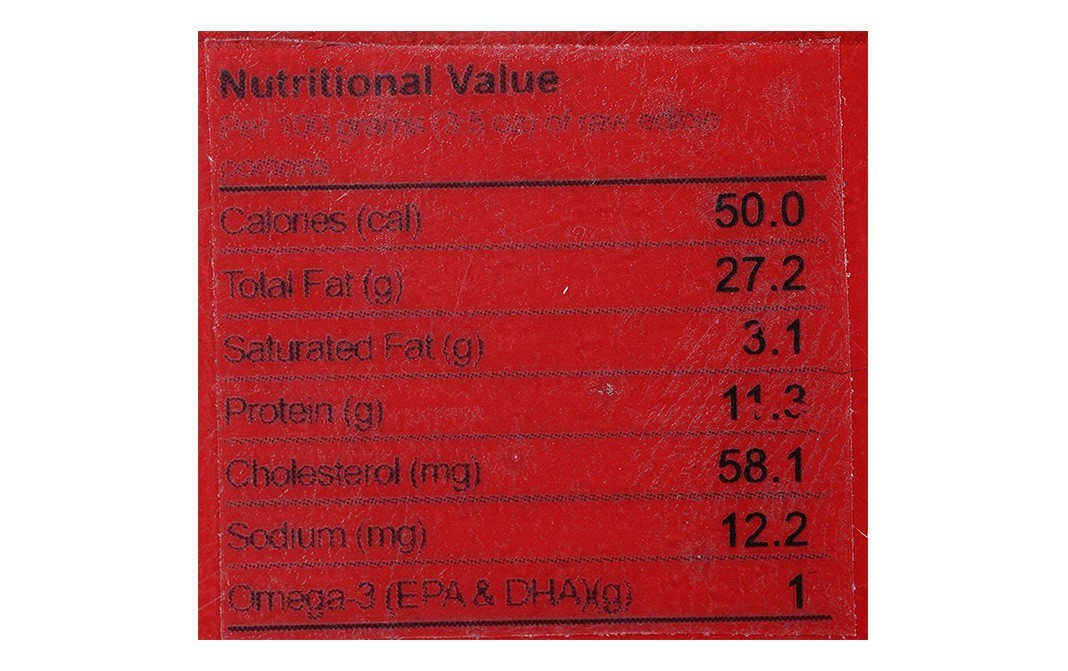 Nutritional Value
Per 100 grams (3.5 oz) of raw edible
portions
Calories (cal) 50.0
Total Fat (g) 27.2
Saturated Fat (g) 3.1
Protein (g) 11.3
Cholesterol (mg) 58.1
Sodium (mg) 12.2
Omega-3 (EPA & DHA)(g) 1